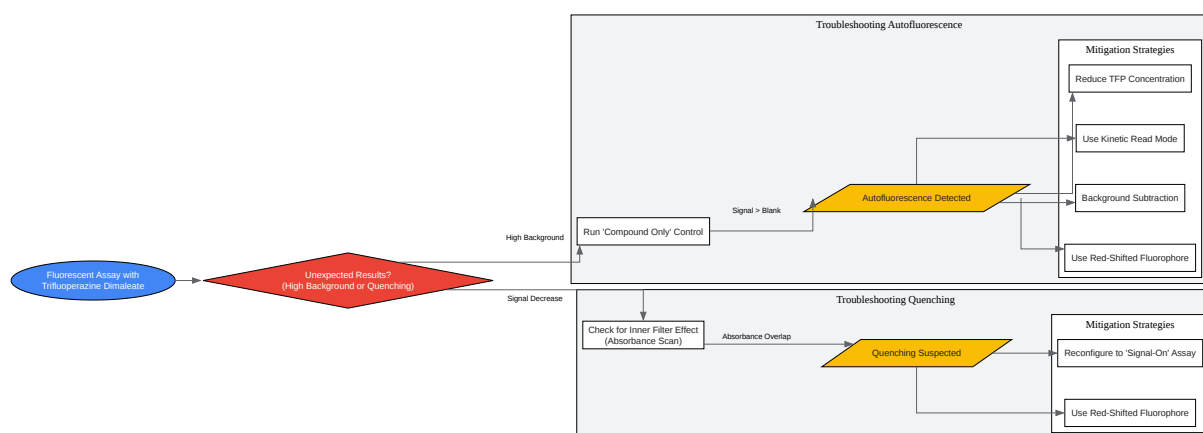 Troubleshooting Autofluorescence
Mitigation Strategies
Reduce TFP Concentration
Use Kinetic Read Mode
Autofluorescence Detected
Background Subtraction
Signal > Blank
Run 'Compound Only' Control
High Background
Use Red-Shifted Fluorophore
Fluorescent Assay with
Trifluoperazine Dimaleate
Unexpected Results?
(High Background or Quenching)
Signal Decrease
Troubleshooting Quenching
Mitigation Strategies
Check for Inner Filter Effect
(Absorbance Scan)
Absorbance Overlap
Quenching Suspected
Reconfigure to 'Signal-On' Assay
Use Red-Shifted Fluorophore